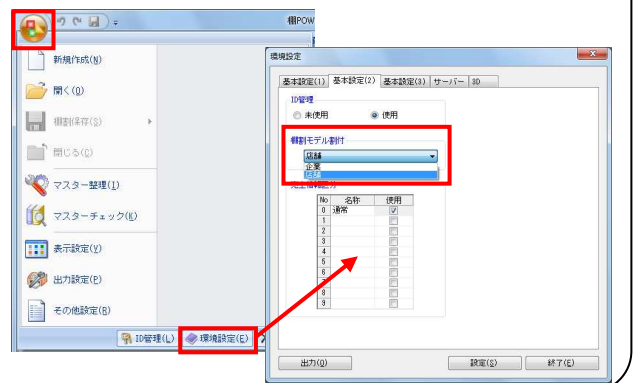 棚POW
新規作成(N)
開く(O)
棚割保存(S)
閉じる(C)
マスター整理(I)
マスターチェック(K)
表示設定(Y)
出力設定(P)
その他設定(R)
ID管理(L)
環境設定(E)
環境設定
基本設定(1)
基本設定(2)
基本設定(3)
サーバー
3D
ID管理
未使用
使用
棚割モデル割付
店舗
企業
店舗
No 名称 使用
0 通常
1
2
3
4
5
6
8
9
出力(O)
設定(S)
終了(E)